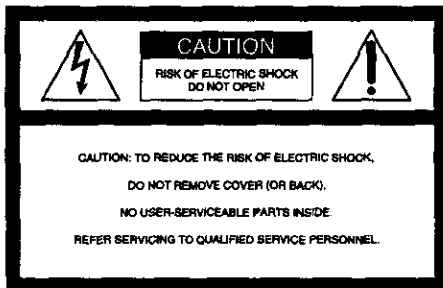 CAUTION
RISK OF ELECTRIC SHOCK
DO NOT OPEN
CAUTION: TO REDUCE THE RISK OF ELECTRIC SHOCK,
DO NOT REMOVE COVER (OR BACK).
NO USER-SERVICEABLE PARTS INSIDE.
REFER SERVICING TO QUALIFIED SERVICE PERSONNEL.